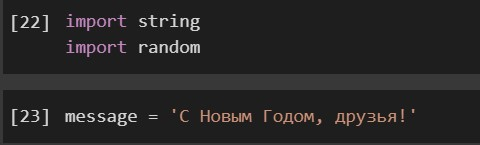 [22] import string
import random
[23] message = 'С Новым Годом, друзья!'